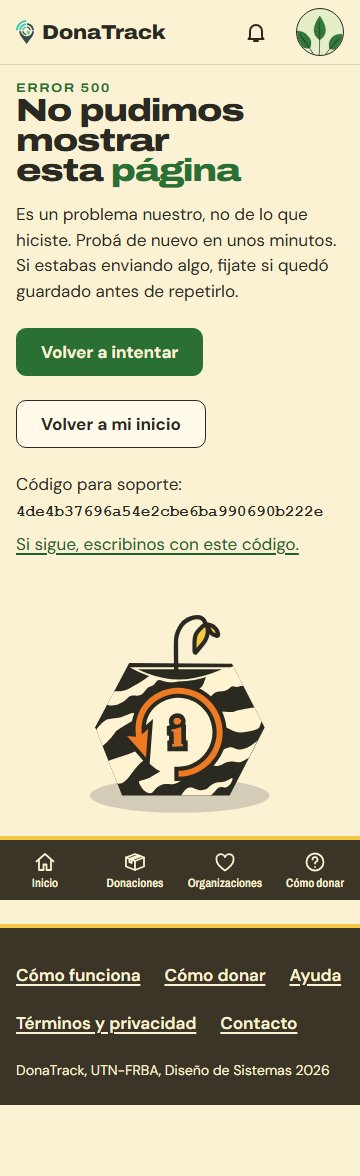 DonaTrack
ERROR 500
No pudimos
mostrar
esta página
Es un problema nuestro, no de lo que
hiciste. Probá de nuevo en unos minutos.
Si estabas enviando algo, fijate si quedó
guardado antes de repetirlo.
Volver a intentar
Volver a mi inicio
Código para soporte:
4de4b37696a54e2cbe6ba990690b222e
Si sigue, escribinos con este código.
i
Inicio Donaciones Organizaciones Cómo donar
Cómo funciona Cómo donar Ayuda
Términos y privacidad Contacto
DonaTrack, UTN-FRBA, Diseño de Sistemas 2026